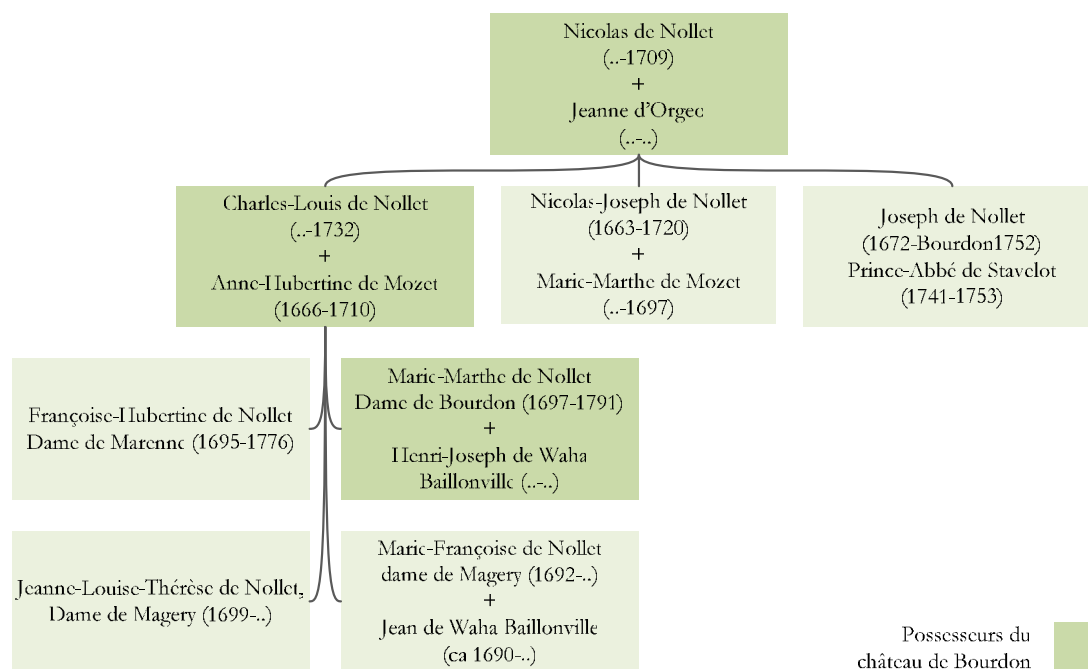 Nicolas de Nollet
(..-1709)
+
Jeanne d'Orgeo
(..-..)
Charles-Louis de Nollet
(..-1732)
+
Anne-Hubertine de Mozet
(1666-1710)
Nicolas-Joseph de Nollet
(1663-1720)
+
Marie-Marthe de Mozet
(..-1697)
Joseph de Nollet
(1672-Bourdon1752)
Prince-Abbé de Stavelot
(1741-1753)
Françoise-Hubertine de Nollet
Dame de Marenne (1695-1776)
Marie-Marthe de Nollet
Dame de Bourdon (1697-1791)
+
Henri-Joseph de Waha
Baillonville (..-..)
Jeanne-Louise-Thérèse de Nollet,
Dame de Magery (1699-..)
Marie-Françoise de Nollet
dame de Magery (1692-..)
+
Jean de Waha Baillonville
(ca 1690-..)
Possesseurs du
château de Bourdon